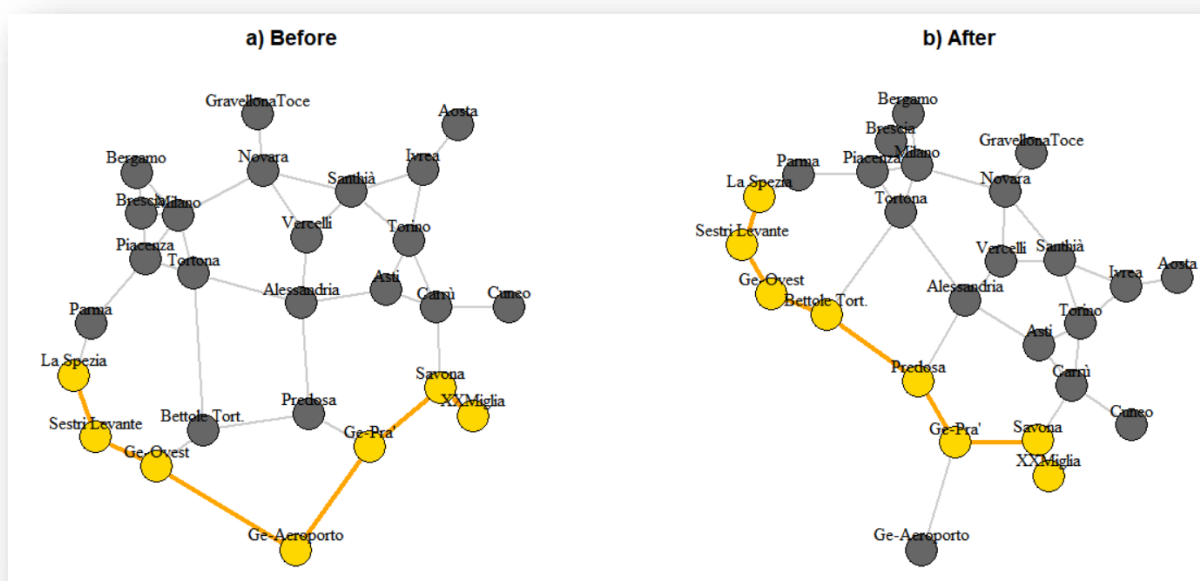 a) Before
GravellonaToce
Aosta
Bergamo
Novara
Ivrea
Santhià
Brescia
Milano
Vercelli
Torino
Piacenza
Tortona
Asti
Alessandria
Carrù
Cuneo
Parma
La Spezia
Savona
XXMiglia
Predosa
Bettole Tort.
Sestri Levante
Ge-Pra'
Ge-Ovest
Ge-Aeroporto
b) After
Bergamo
Brescia
GravellonaToce
Milano
Piacenza
Parma
La Spezia
Novara
Tortona
Sestri Levante
Vercelli
Santhià
Aosta
Ivrea
Ge-Ovest
Alessandria
Bettole Tort.
Torino
Asti
Predosa
Carrù
Cuneo
Ge-Pra'
Savona
XXMiglia
Ge-Aeroporto